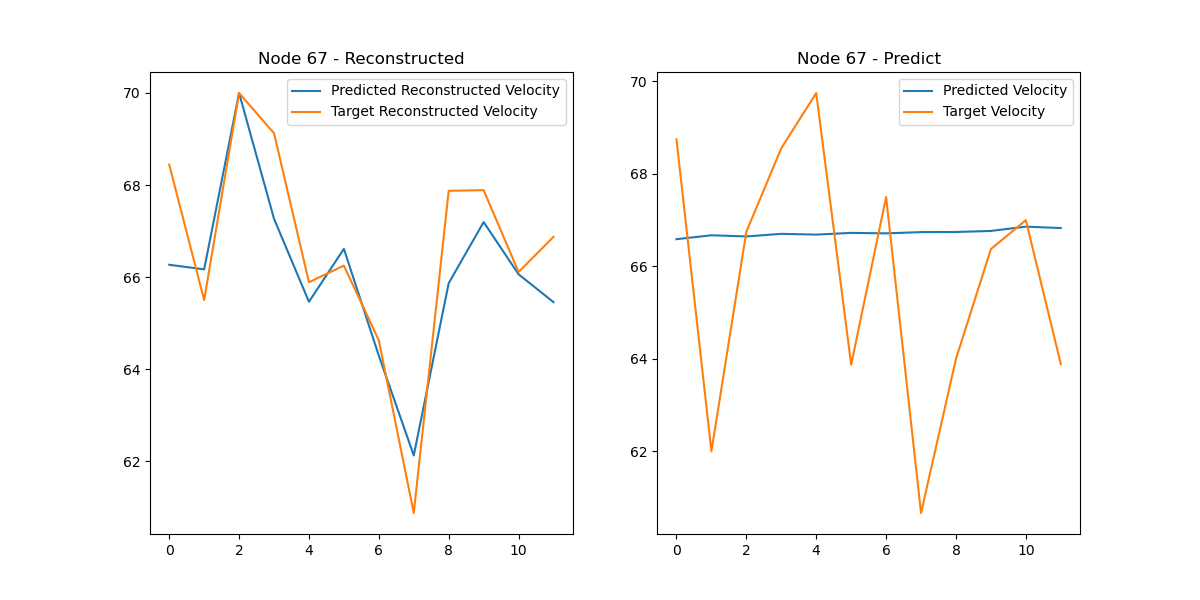 Node 67 - Reconstructed
Predicted Reconstructed Velocity
Target Reconstructed Velocity
70
68
66
64
62
0 2 4 6 8 10
Node 67 - Predict
Predicted Velocity
Target Velocity
70
68
66
64
62
0 2 4 6 8 10